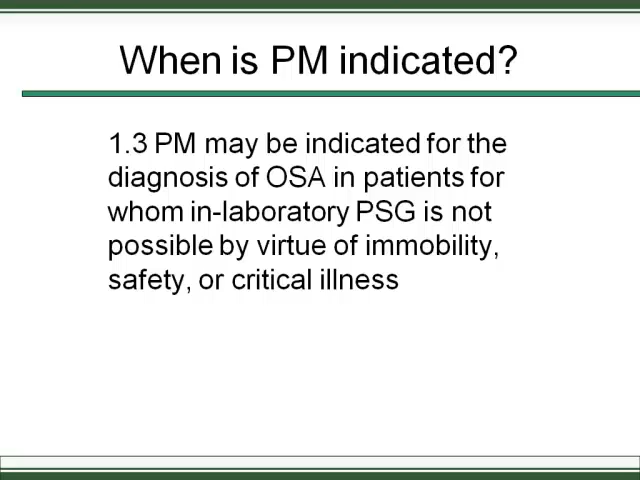 When is PM indicated?
1.3 PM may be indicated for the
diagnosis of OSA in patients for
whom in-laboratory PSG is not
possible by virtue of immobility,
safety, or critical illness